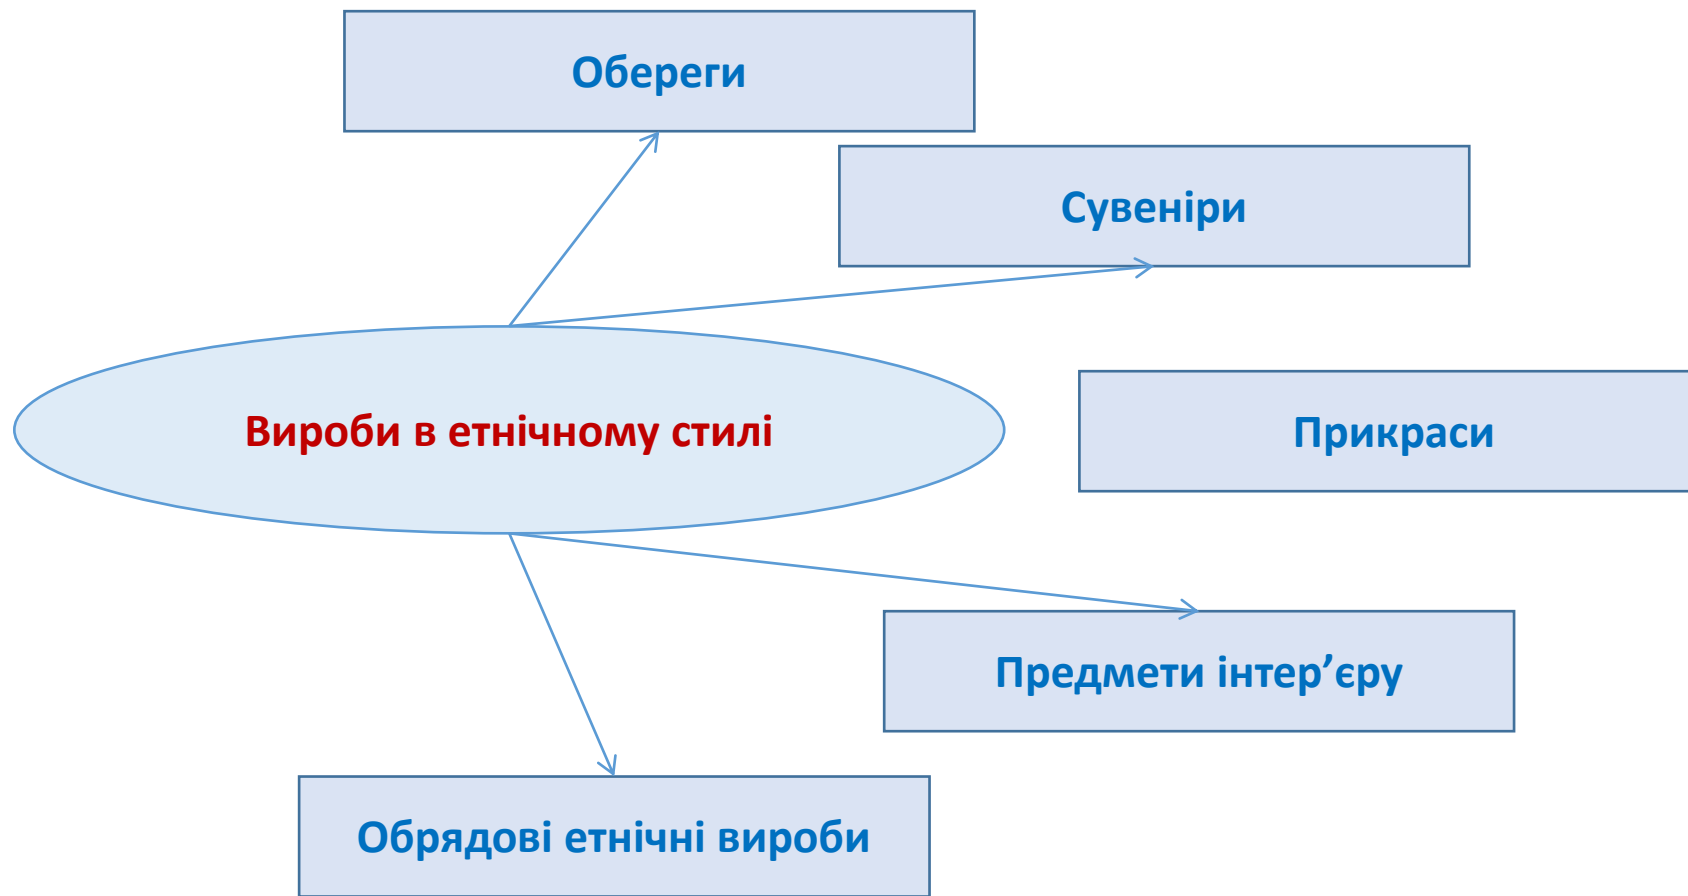 Обереги
Сувеніри
Вироби в етнічному стилі
Прикраси
Предмети інтер’єру
Обрядові етнічні вироби